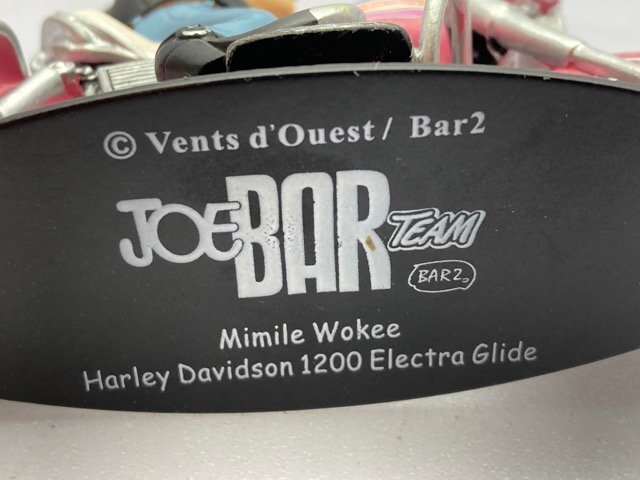 © Vents d'Ouest / Bar2
JOE BAR TEAM
BAR2
Mimile Wokee
Harley Davidson 1200 Electra Glide